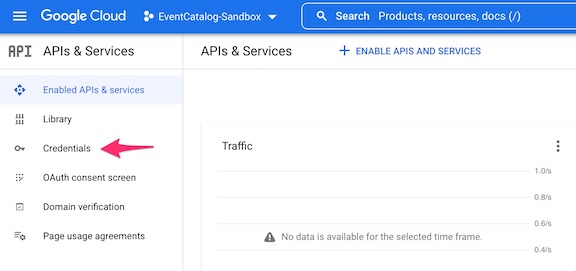 Google Cloud
EventCatalog-Sandbox
Search Products, resources, docs (/)
API APIs & Services
Enabled APIs & services
Library
Credentials
OAuth consent screen
Domain verification
Page usage agreements
APIs & Services
ENABLE APIS AND SERVICES
Traffic
1.0/s
0.8/s
0.6/s
No data is available for the selected time frame.
0.4/s